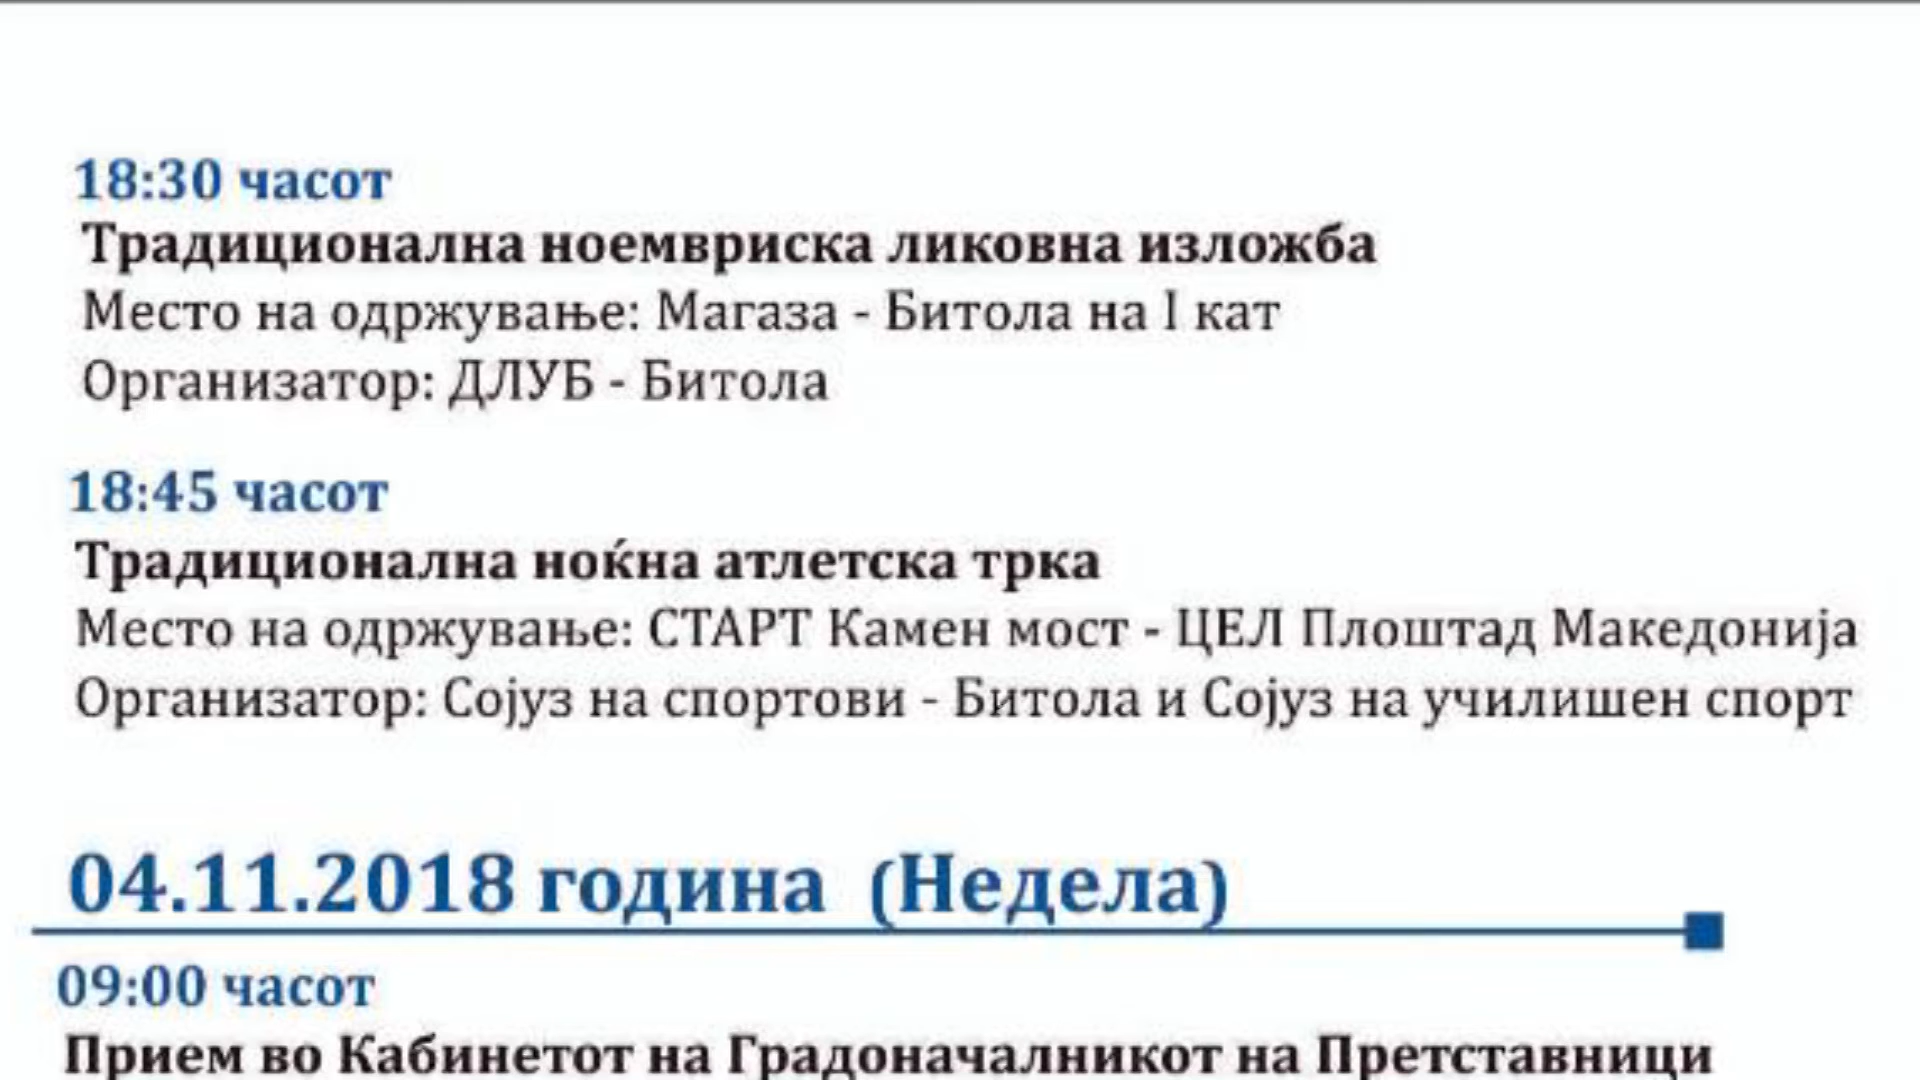 18:30 часот
Традиционална ноемвриска ликовна изложба
Место на одржување: Магаза - Битола на I кат
Организатор: ДЛУБ - Битола
18:45 часот
Традиционална ноќна атлетска трка
Место на одржување: СТАРТ Камен мост - ЦЕЛ Плоштад Македонија
Организатор: Сојуз на спортови - Битола и Сојуз на училишен спорт
04.11.2018 година (Недела)
09:00 часот
Прием во Кабинетот на Градоначалникот на Претставници